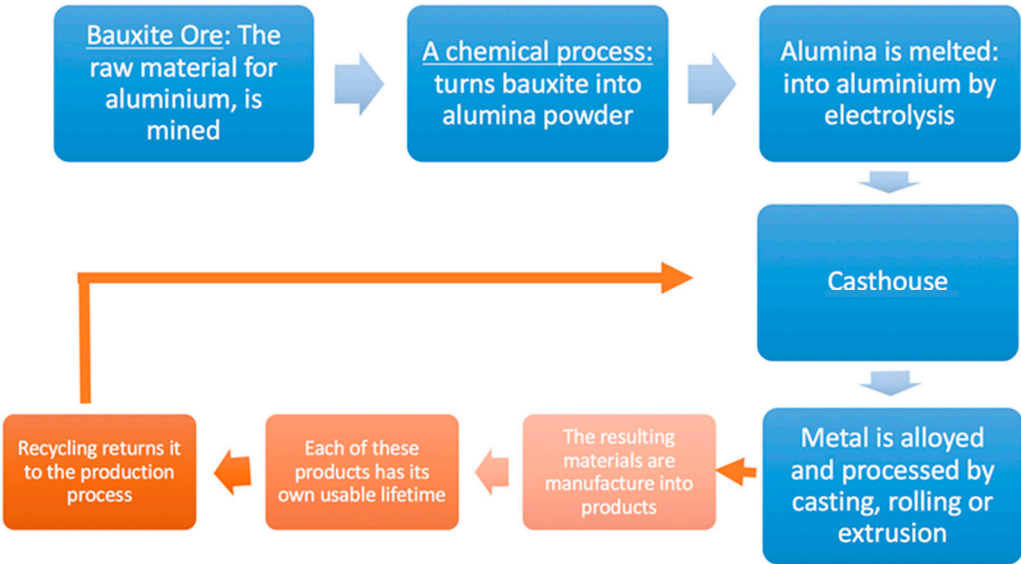 Bauxite Ore: The
raw material for
aluminium, is
mined
A chemical process:
turns bauxite into
alumina powder
Alumina is melted:
into aluminium by
electrolysis
Casthouse
Metal is alloyed
and processed by
casting, rolling or
extrusion
The resulting
materials are
manufacture into
products
Each of these
products has its
own usable lifetime
Recycling returns it
to the production
process